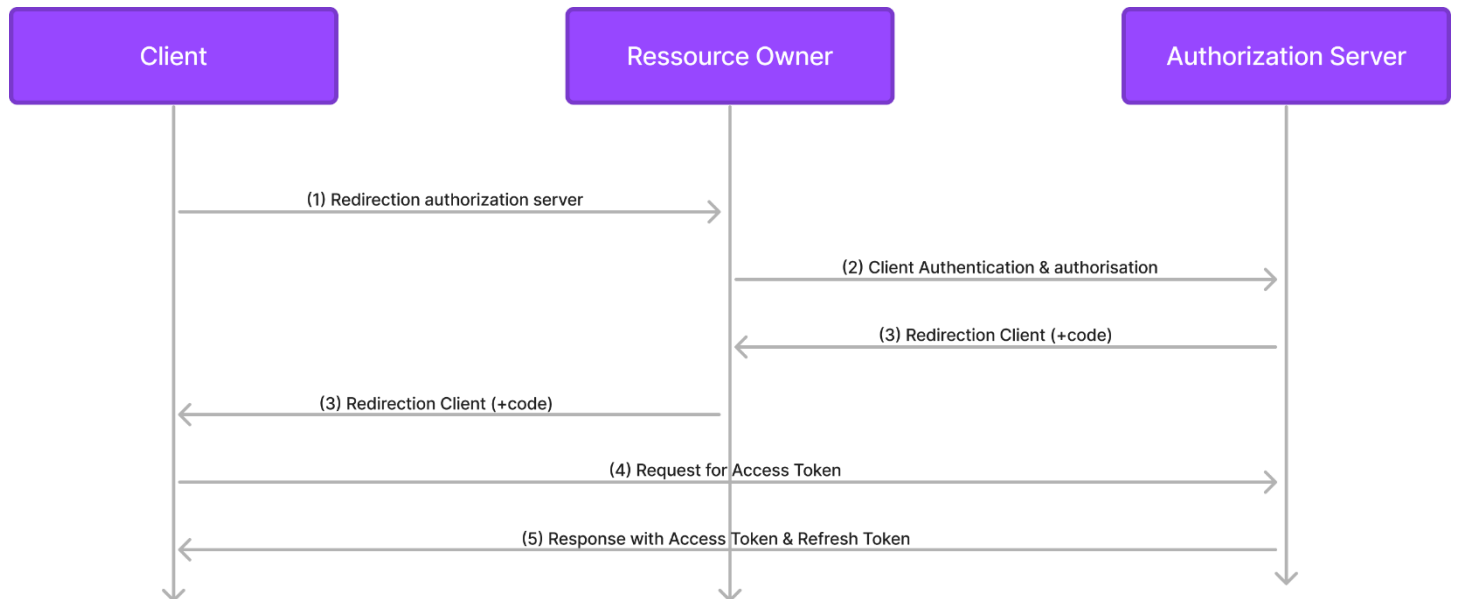 Client
Ressource Owner
Authorization Server
(1) Redirection authorization server
(2) Client Authentication & authorisation
(3) Redirection Client (+code)
(3) Redirection Client (+code)
(4) Request for Access Token
(5) Response with Access Token & Refresh Token